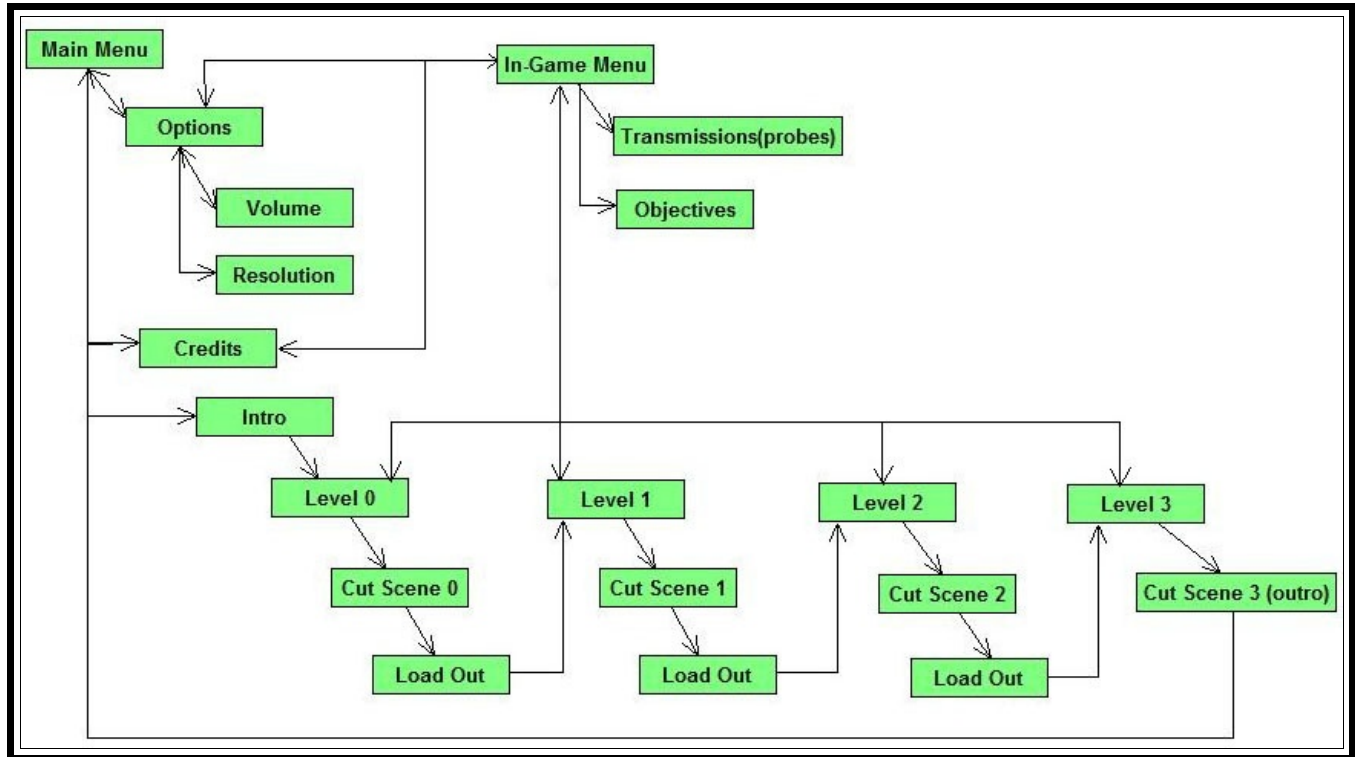 Main Menu
In-Game Menu
Options
Transmissions(probes)
Volume
Objectives
Resolution
Credits
Intro
Level 0
Level 1
Level 2
Level 3
Cut Scene 0
Cut Scene 1
Cut Scene 2
Cut Scene 3 (outro)
Load Out
Load Out
Load Out